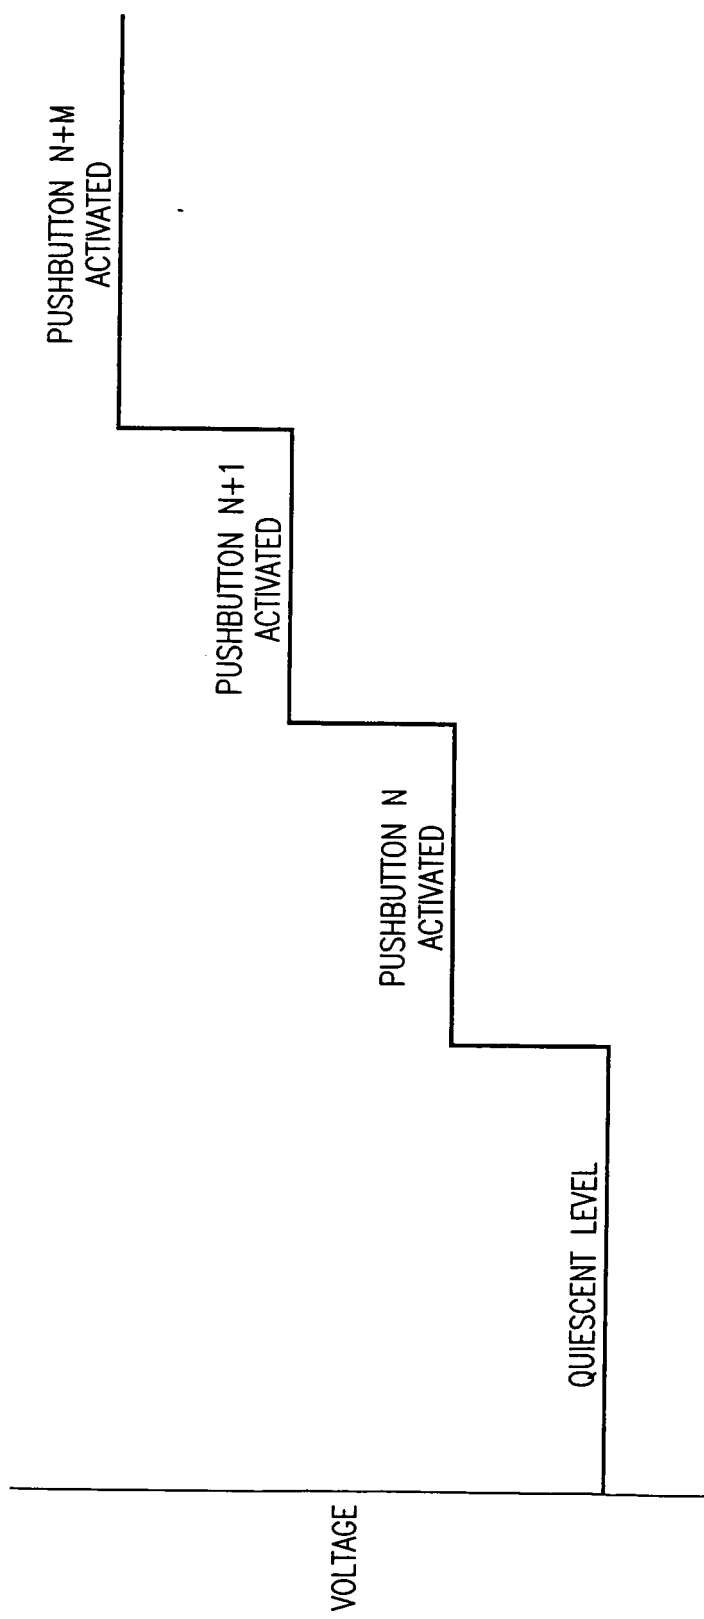 VOLTAGE
QUIESCENT LEVEL
PUSHBUTTON N
ACTIVATED
PUSHBUTTON N+1
ACTIVATED
PUSHBUTTON N+M
ACTIVATED